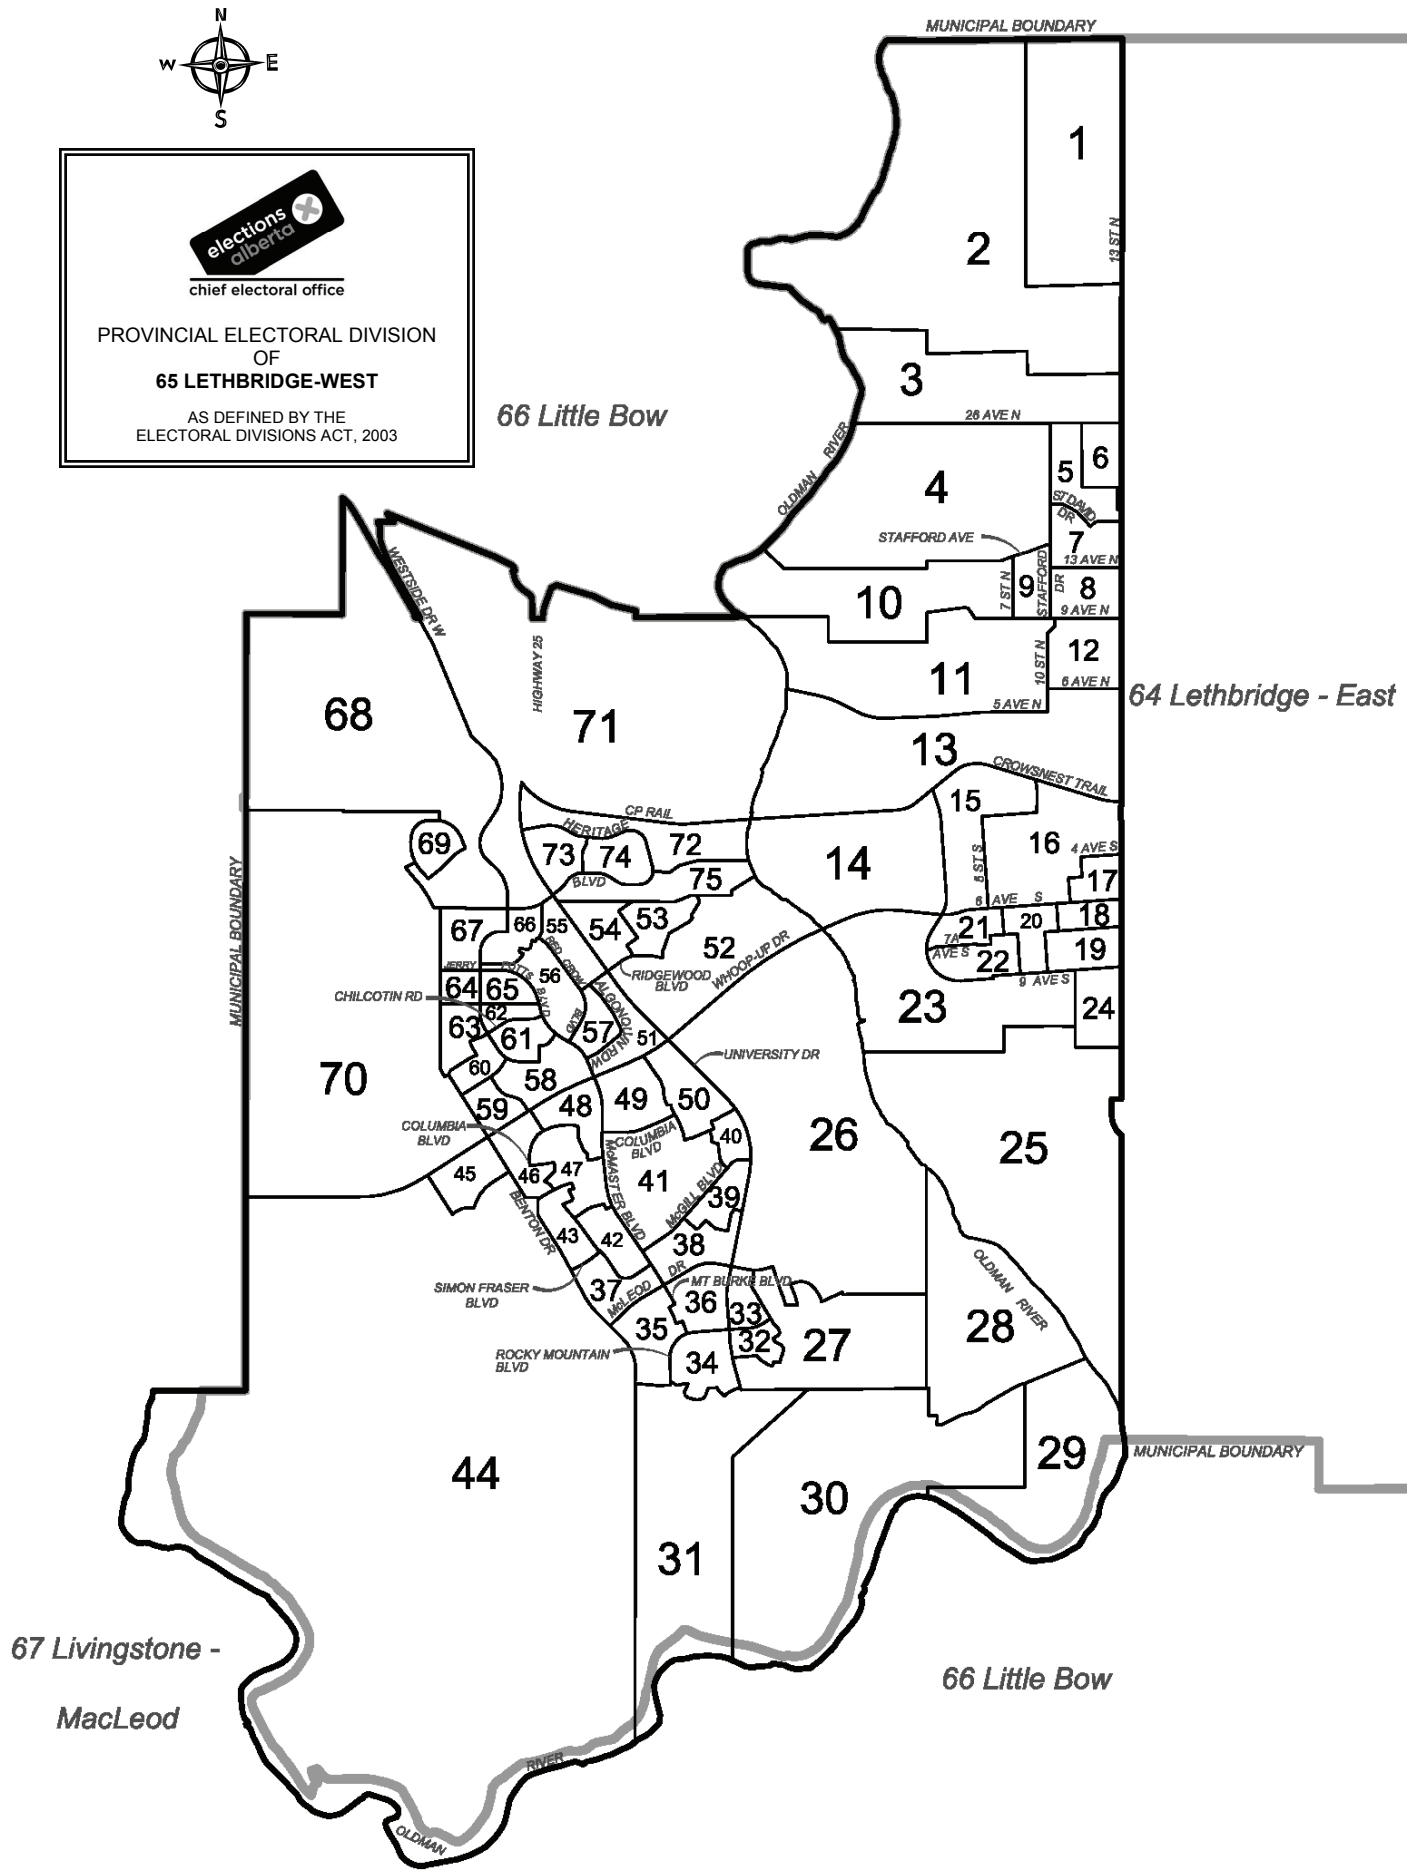 N
W E
S
elections
alberta
chief electoral office
PROVINCIAL ELECTORAL DIVISION
OF
65 LETHBRIDGE-WEST
AS DEFINED BY THE
ELECTORAL DIVISIONS ACT, 2003
MUNICIPAL BOUNDARY
1
13 ST N
2
3
66 Little Bow
26 AVE N
OLDMAN RIVER
4
5
6
ST DAVID
DR
STAFFORD AVE
7
13 AVE N
7 ST N
9
STAFFORD
DR
8
9 AVE N
10
WESTSIDE DR W
HIGHWAY 25
11
10 ST N
12
6 AVE N
5 AVE N
64 Lethbridge - East
68
71
13
CROWSNEST TRAIL
CP RAIL
15
HERITAGE
BLVD
72
73
74
75
69
14
16
5 ST S
4 AVE S
17
6 AVE S
18
20
21
7A
AVE S
22
19
9 AVE S
MUNICIPAL BOUNDARY
67
66
55
54
53
52
WHOOP-UP DR
RIDGEWOOD
BLVD
JERRY
POTTS
BLVD
RED CROW
BLVD
56
64
65
CHILCOTIN RD
62
63
61
57
ALGONQUIN ROW
51
UNIVERSITY DR
23
24
70
60
58
59
48
49
50
COLUMBIA
BLVD
COLUMBIA
BLVD
40
26
25
45
46
47
McMASTER BLVD
41
McGILL BLVD
39
BENTON DR
43
42
38
SIMON FRASER
BLVD
37
McLEOD
DR
MT BURKE BLVD
36
33
35
32
27
28
OLDMAN RIVER
ROCKY MOUNTAIN
BLVD
34
44
29
MUNICIPAL BOUNDARY
30
31
67 Livingstone -
MacLeod
66 Little Bow
RIVER
OLDMAN